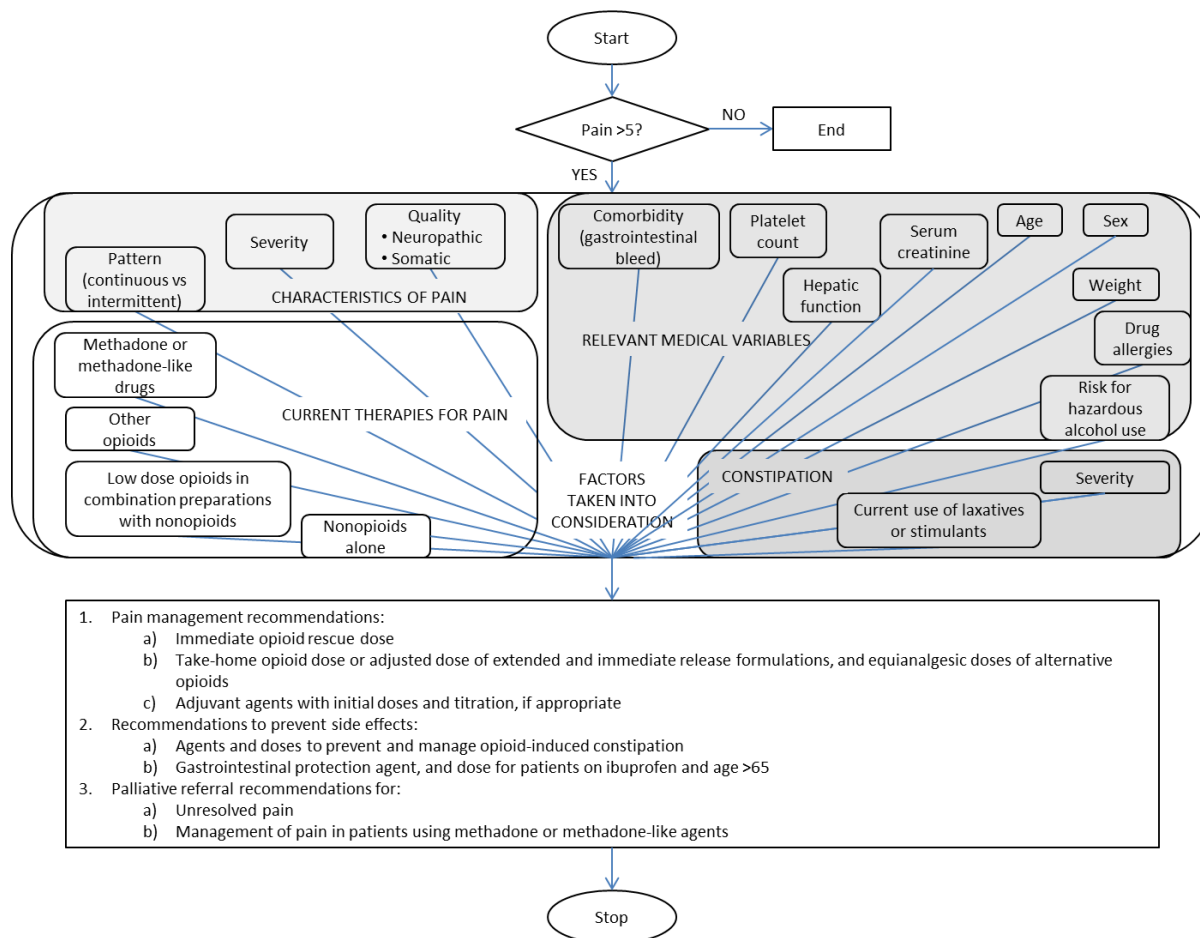 Start
Pain >5?
NO
End
YES
Pattern
(continuous vs
intermittent)
Severity
Quality
• Neuropathic
• Somatic
CHARACTERISTICS OF PAIN
Comorbidity
(gastrointestinal
bleed)
Platelet
count
Hepatic
function
Serum
creatinine
Age
Sex
Weight
Drug
allergies
Risk for
hazardous
alcohol use
RELEVANT MEDICAL VARIABLES
Methadone or
methadone-like
drugs
Other
opioids
Low dose opioids in
combination preparations
with nonopioids
Nonopioids
alone
CURRENT THERAPIES FOR PAIN
FACTORS
TAKEN INTO
CONSIDERATION
CONSTIPATION
Severity
Current use of laxatives
or stimulants
1. Pain management recommendations:
a) Immediate opioid rescue dose
b) Take-home opioid dose or adjusted dose of extended and immediate release formulations, and equianalgesic doses of alternative
opioids
c) Adjuvant agents with initial doses and titration, if appropriate
2. Recommendations to prevent side effects:
a) Agents and doses to prevent and manage opioid-induced constipation
b) Gastrointestinal protection agent, and dose for patients on ibuprofen and age >65
3. Palliative referral recommendations for:
a) Unresolved pain
b) Management of pain in patients using methadone or methadone-like agents
Stop